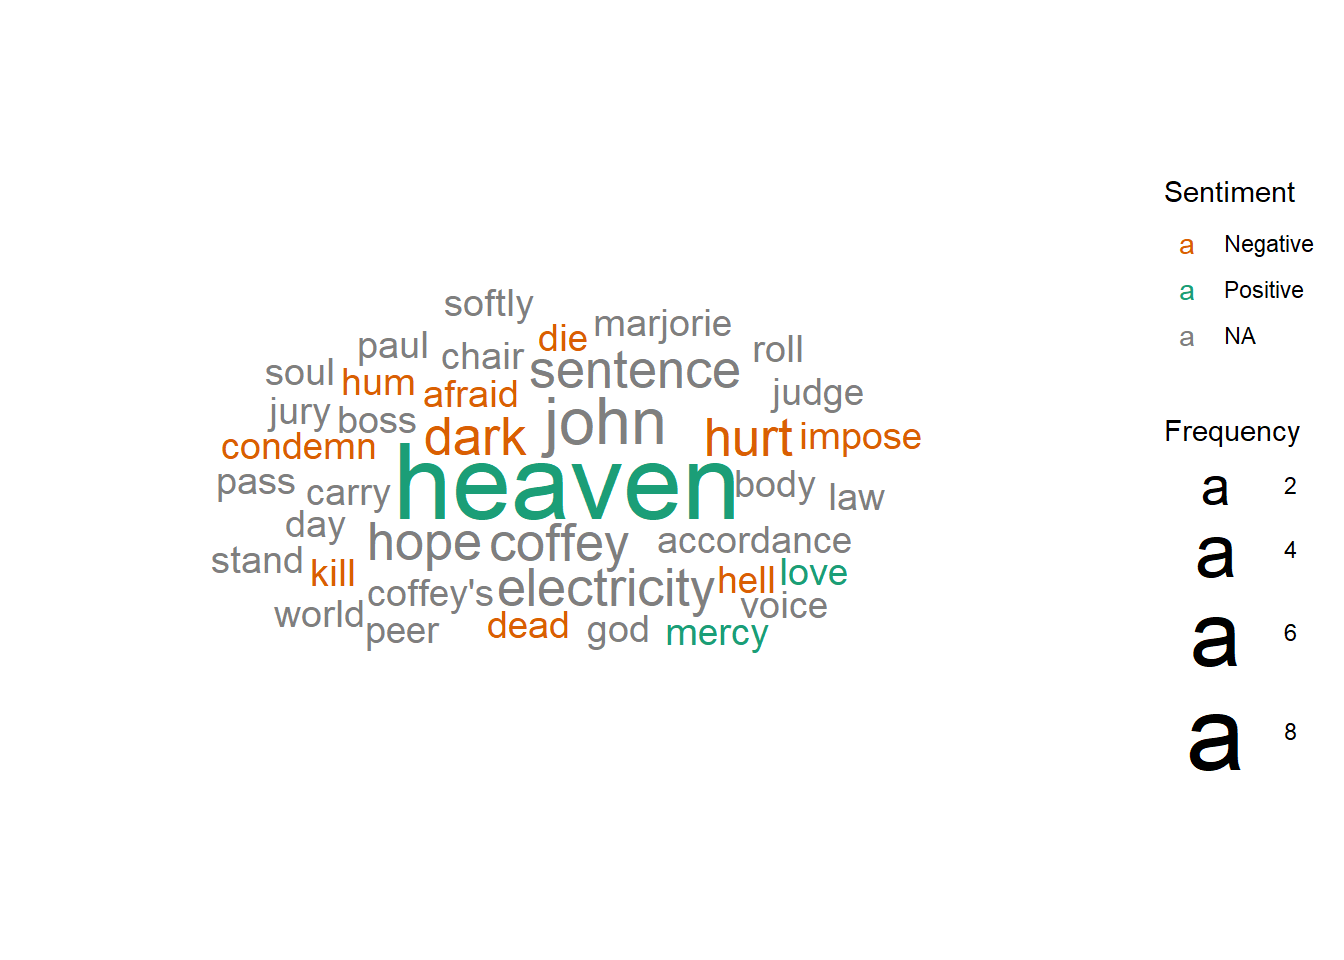 softly
marjorie
die
paul
chair
roll
sentence
soul
hum
afraid
judge
jury
boss
john
dark
hurt
impose
condemn
heaven
pass
carry
body
law
day
hope
coffey
accordance
stand
kill
coffey's
electricity
hell
love
world
voice
peer
dead
god
mercy
Sentiment
a Negative
a Positive
a NA
Frequency
a 2
a 4
a 6
a 8